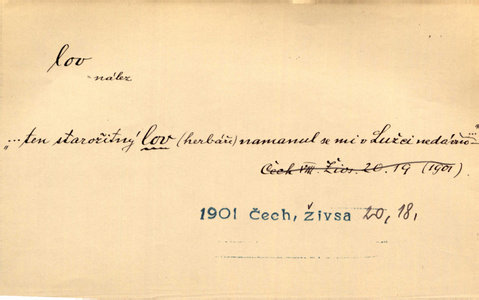 lov
- nález
„... ten starožitný lov (herbář) namanul se mi v Lužci nedávno..."
Čech VIII Živs. 20. 19 (1901).
1901 Čech, Živsa 20, 18,